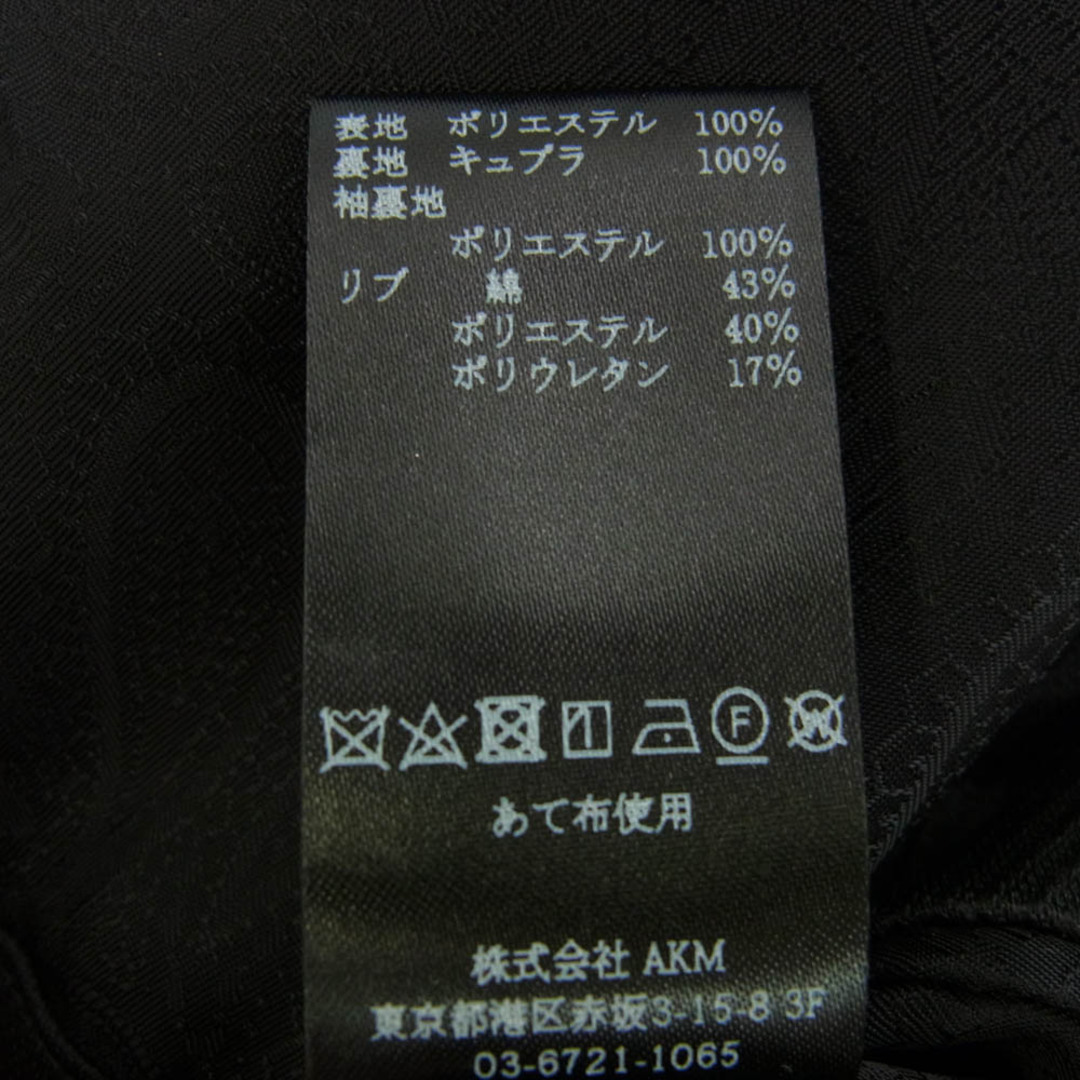 表地 ポリエステル 100%
裏地 キュプラ 100%
袖裏地
ポリエステル 100%
リブ 綿 43%
ポリエステル 40%
ポリウレタン 17%
F W
あて布使用
株式会社 AKM
東京都港区赤坂3-15-8 3F
03-6721-1065